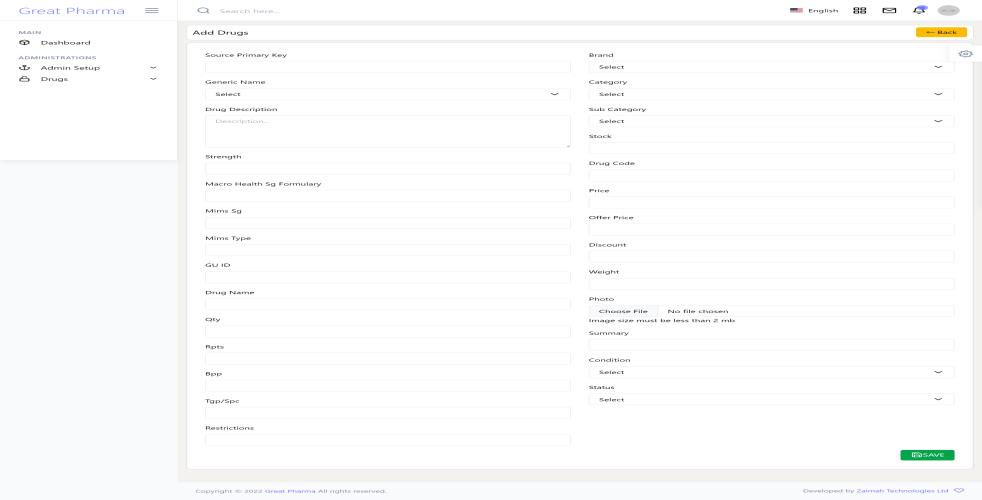 Great Pharma
Search here...
English
MAIN
Dashboard
ADMINISTRATIONS
Admin Setup
Drugs
Add Drugs
← Back
Source Primary Key
Generic Name
Select
Drug Description
Description...
Strength
Macro Health Sg Formulary
Mims Sg
Mims Type
GU ID
Drug Name
Qty
Rpts
Bpp
Tgp/Spc
Restrictions
Brand
Select
Category
Select
Sub Category
Select
Stock
Drug Code
Price
Offer Price
Discount
Weight
Photo
Choose File No file chosen
Image size must be less than 2 mb
Summary
Condition
Select
Status
Select
SAVE
Copyright © 2022 Great Pharma All rights reserved.
Developed by Zaimah Technologies Ltd